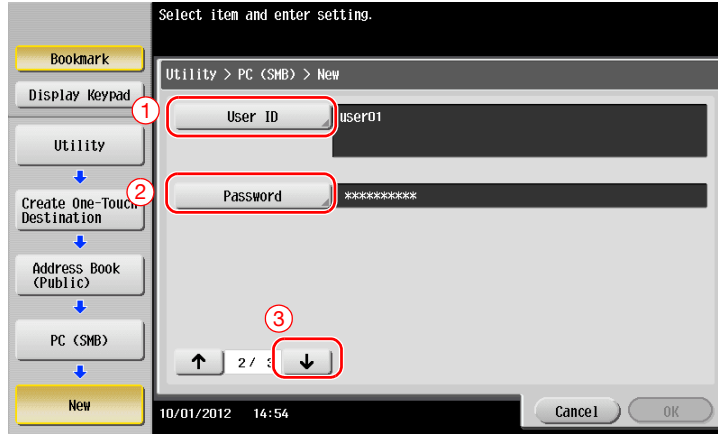 Select item and enter setting.
Bookmark
Display Keypad
Utility
Create One-Touch
Destination
Address Book
(Public)
PC (SMB)
New
Utility > PC (SMB) > New
1
User ID
user01
2
Password
**********
3
↑ 2/ 3 ↓
10/01/2012 14:54
Cancel
OK